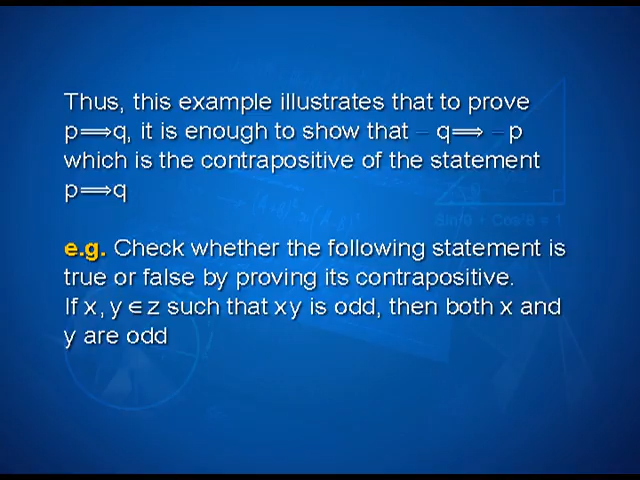 Thus, this example illustrates that to prove
p⟹q, it is enough to show that − q⟹ − p
which is the contrapositive of the statement
p⟹q
e.g. Check whether the following statement is
true or false by proving its contrapositive.
If x, y ∈ z such that xy is odd, then both x and
y are odd